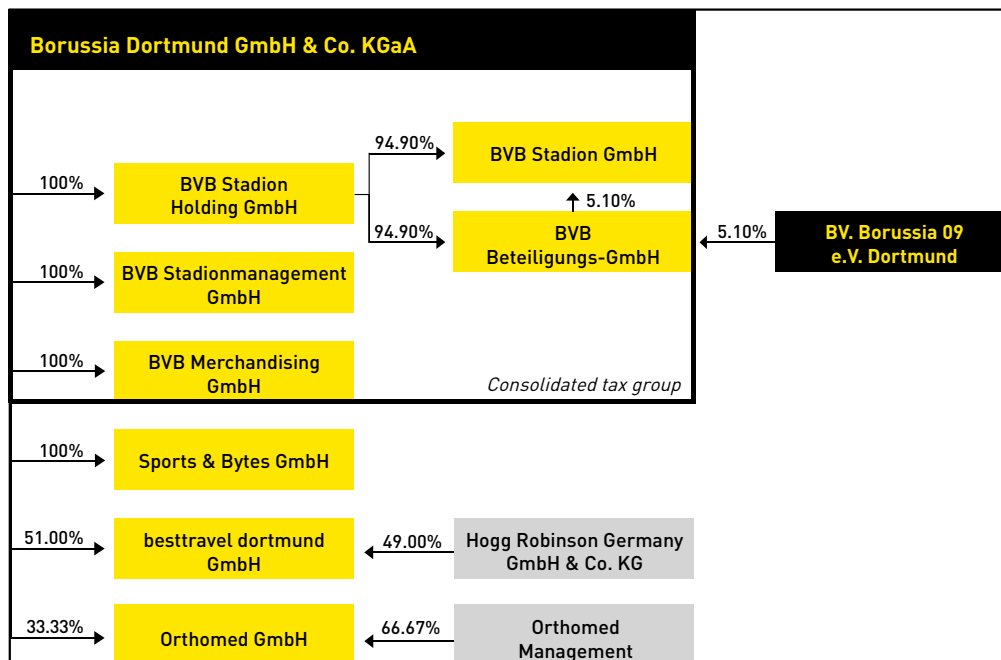 Borussia Dortmund GmbH & Co. KGaA
94.90%
BVB Stadion GmbH
100%
BVB Stadion
Holding GmbH
5.10%
94.90%
BVB
Beteiligungs-GmbH
5.10%
BV. Borussia 09
e.V. Dortmund
100%
BVB Stadionmanagement
GmbH
100%
BVB Merchandising
GmbH
Consolidated tax group
100%
Sports & Bytes GmbH
51.00%
besttravel dortmund
GmbH
49.00%
Hogg Robinson Germany
GmbH & Co. KG
33.33%
Orthomed GmbH
66.67%
Orthomed
Management